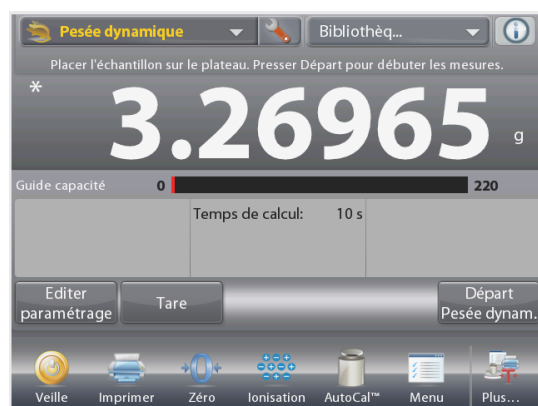 Pesée dynamique Bibliothèq...
Placer l'échantillon sur le plateau. Presser Départ pour débuter les mesures.
* 3.26965 g
Guide capacité 0 220
Temps de calcul: 10 s
Editer paramétrage
Tare
Départ
Pesée dynam.
Veille Imprimer Zéro Ionisation AutoCal™ Menu Plus...